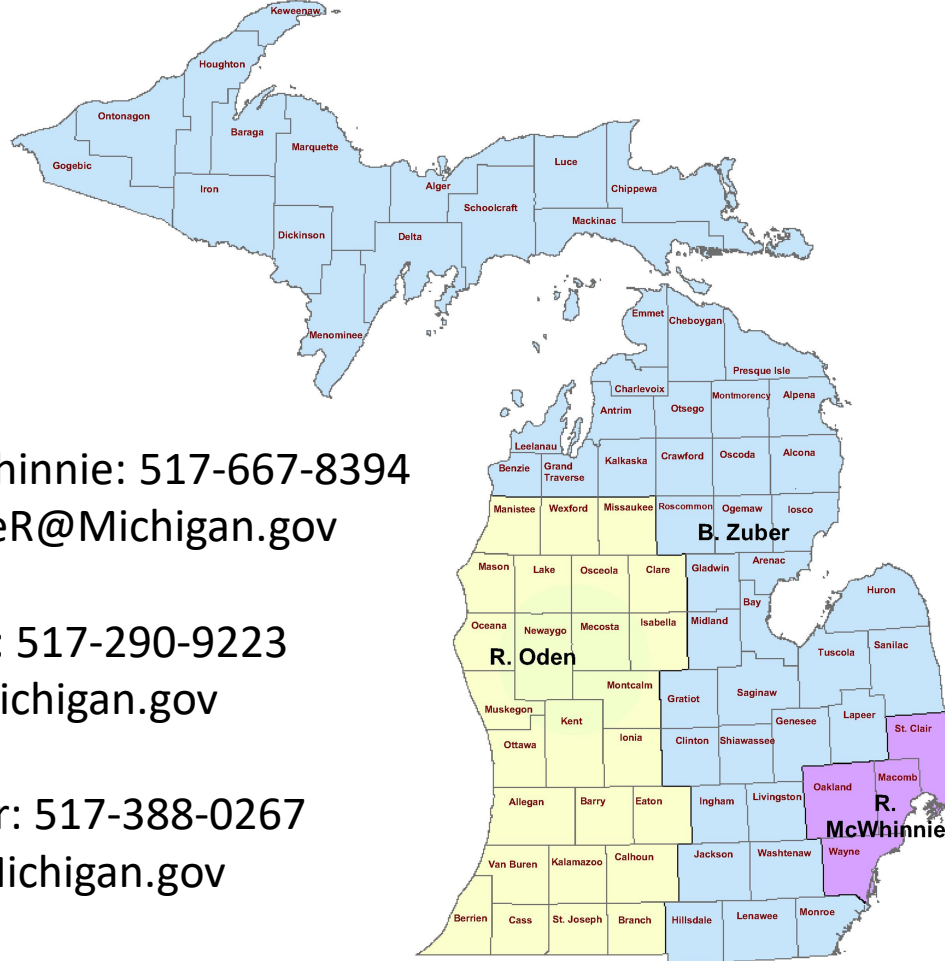 Keweenaw
Houghton
Ontonagon
Baraga
Marquette
Gogebic
Iron
Alger
Luce
Chippewa
Schoolcraft
Mackinac
Dickinson
Delta
Menominee
Emmet
Cheboygan
Presque Isle
Charlevoix
Montmorency
Alpena
Antrim
Otsego
Leelanau
Benzie
Grand
Traverse
Kalkaska
Crawford
Oscoda
Alcona
hinnie: 517-667-8394
eR@Michigan.gov
Manistee
Wexford
Missaukee
Roscommon
Ogemaw
Iosco
B. Zuber
Mason
Lake
Osceola
Clare
Gladwin
Arenac
Huron
Bay
Oceana
Newaygo
Mecosta
Isabella
Midland
: 517-290-9223
ichigan.gov
R. Oden
Tuscola
Sanilac
Montcalm
Gratiot
Saginaw
Muskegon
Kent
Genesee
Lapeer
St. Clair
Ottawa
Ionia
Clinton
Shiawassee
r: 517-388-0267
Michigan.gov
Oakland
Macomb
R.
McWhinnie
Allegan
Barry
Eaton
Ingham
Livingston
Wayne
Van Buren
Kalamazoo
Calhoun
Jackson
Washtenaw
Berrien
Cass
St. Joseph
Branch
Hillsdale
Lenawee
Monroe